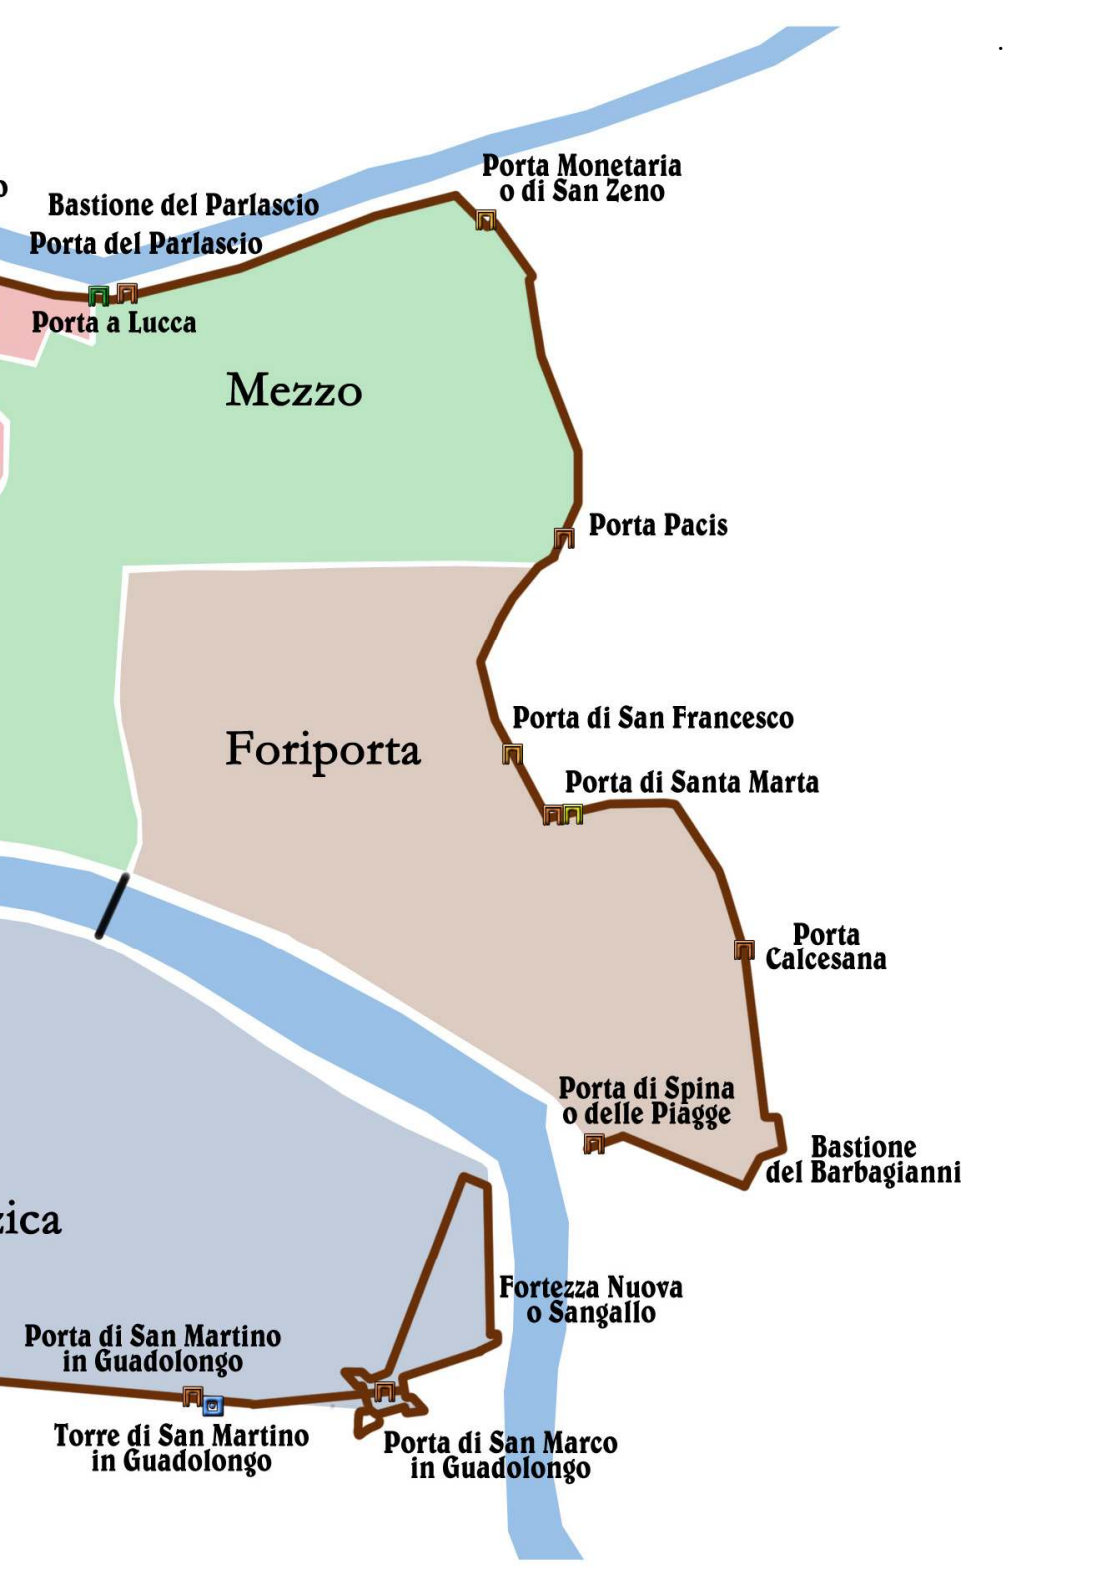 Porta Monetaria
o di San Zeno
o
Bastione del Parlascio
Porta del Parlascio
Porta a Lucca
Mezzo
Porta Pacis
Porta di San Francesco
Foriporta
Porta di Santa Marta
Porta
Calcesana
Porta di Spina
o delle Piagge
Bastione
del Barbagianni
zica
Fortezza Nuova
o Sangallo
Porta di San Martino
in Guadolongo
Torre di San Martino
in Guadolongo
Porta di San Marco
in Guadolongo